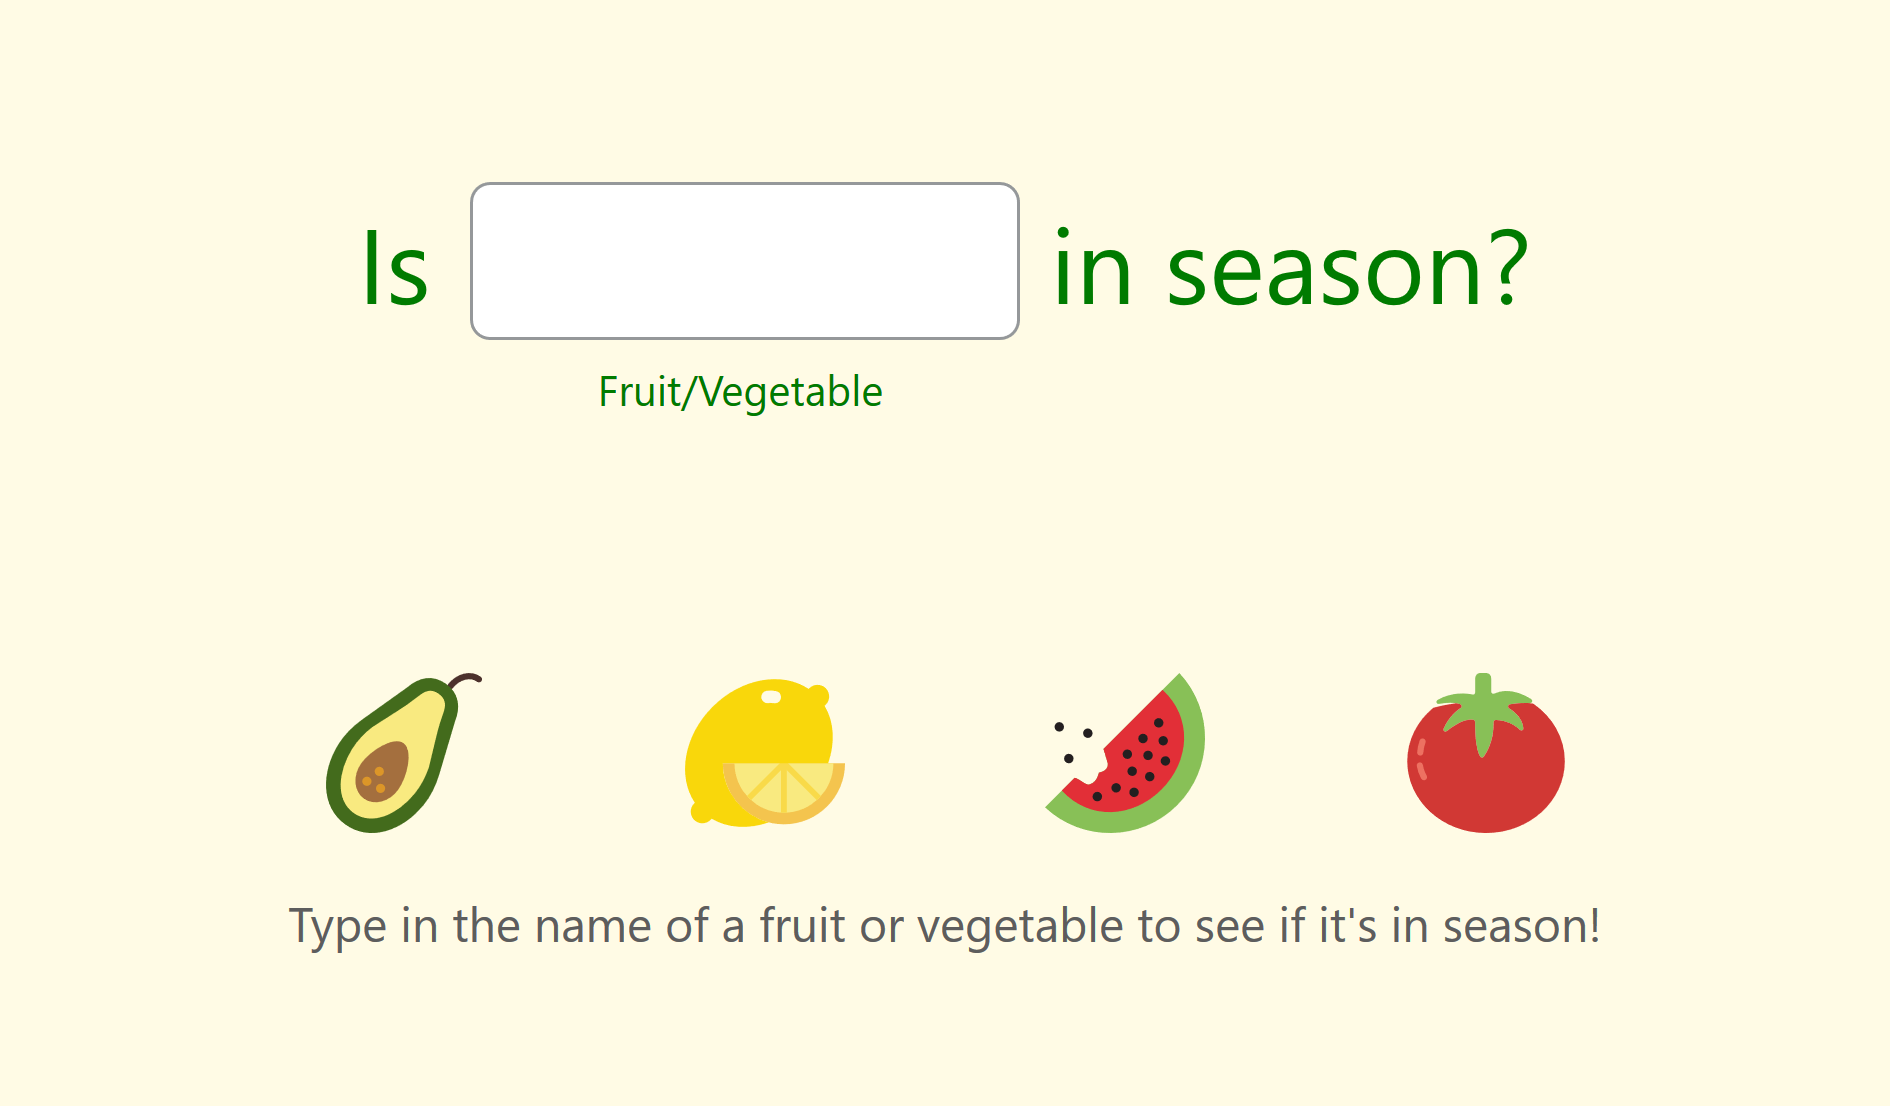 Is in season?
Fruit/Vegetable
Type in the name of a fruit or vegetable to see if it's in season!